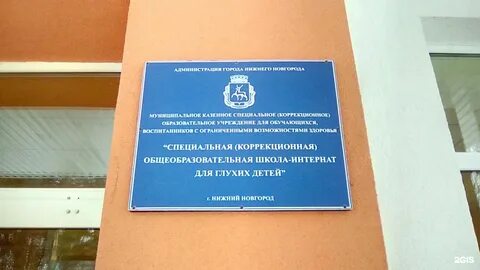 АДМИНИСТРАЦИЯ ГОРОДА НИЖНЕГО НОВГОРОДА
МУНИЦИПАЛЬНОЕ КАЗЕННОЕ СПЕЦИАЛЬНОЕ (КОРРЕКЦИОННОЕ)
ОБРАЗОВАТЕЛЬНОЕ УЧРЕЖДЕНИЕ ДЛЯ ОБУЧАЮЩИХСЯ,
ВОСПИТАННИКОВ С ОГРАНИЧЕННЫМИ ВОЗМОЖНОСТЯМИ ЗДОРОВЬЯ
"СПЕЦИАЛЬНАЯ (КОРРЕКЦИОННАЯ)
ОБЩЕОБРАЗОВАТЕЛЬНАЯ ШКОЛА-ИНТЕРНАТ
ДЛЯ ГЛУХИХ ДЕТЕЙ"
г. НИЖНИЙ НОВГОРОД
2GIS